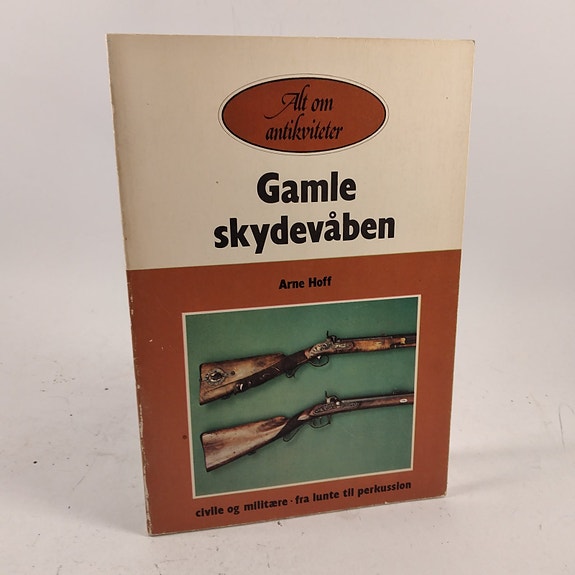 Alt om
antikviteter
Gamle
skydevåben
Arne Hoff
civile og militære · fra lunte til perkussion